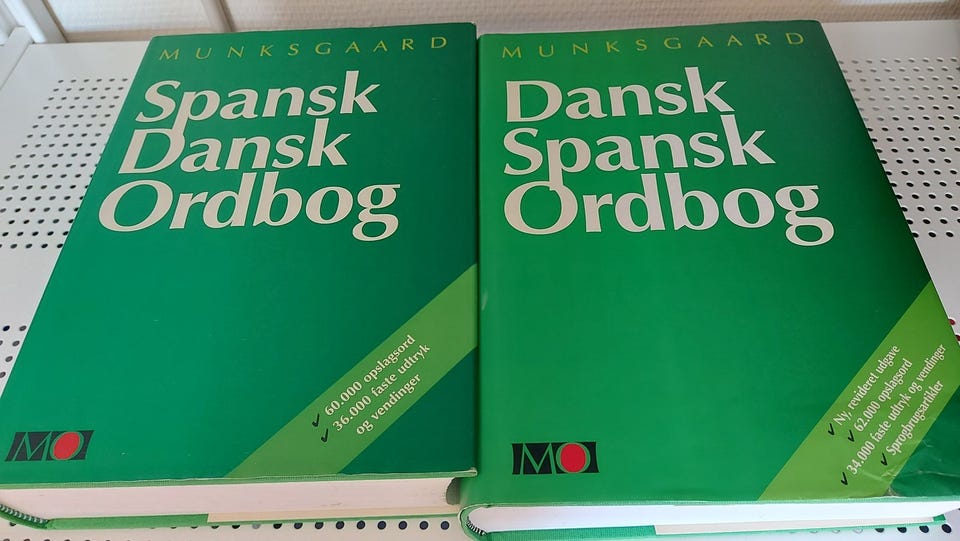 MUNKSGAARD
Spansk
Dansk
Ordbog
✓ 60.000 opslagsord
✓ 36.000 faste udtryk
og vendinger
MO
MUNKSGAARD
Dansk
Spansk
Ordbog
✓ Ny, revideret udgave
✓ 62.000 opslagsord
✓ 34.000 faste udtryk og vendinger
✓ Sprogbrugsartikler
MO